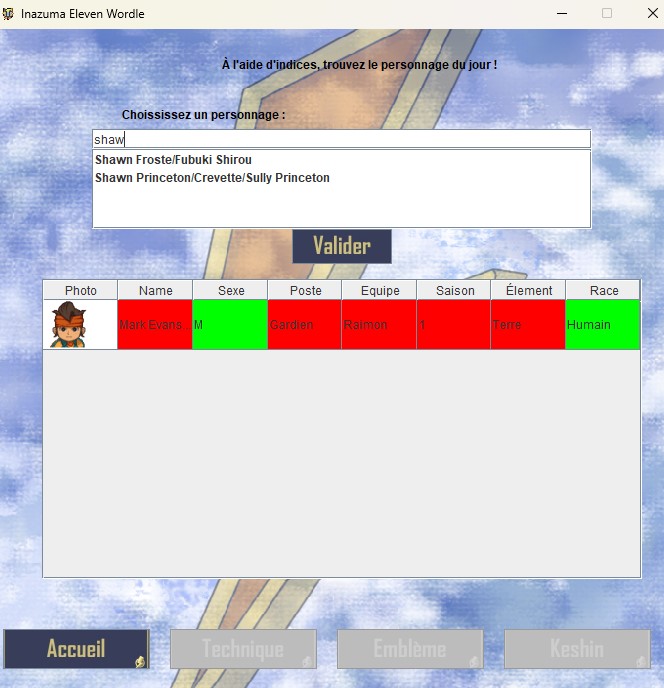 Inazuma Eleven Wordle
À l'aide d'indices, trouvez le personnage du jour !
Choississez un personnage :
shaw
Shawn Froste/Fubuki Shirou
Shawn Princeton/Crevette/Sully Princeton
Valider
Photo Name Sexe Poste Equipe Saison Élement Race
Mark Evans... M Gardien Raimon 1 Terre Humain
Accueil Technique Emblème Keshin